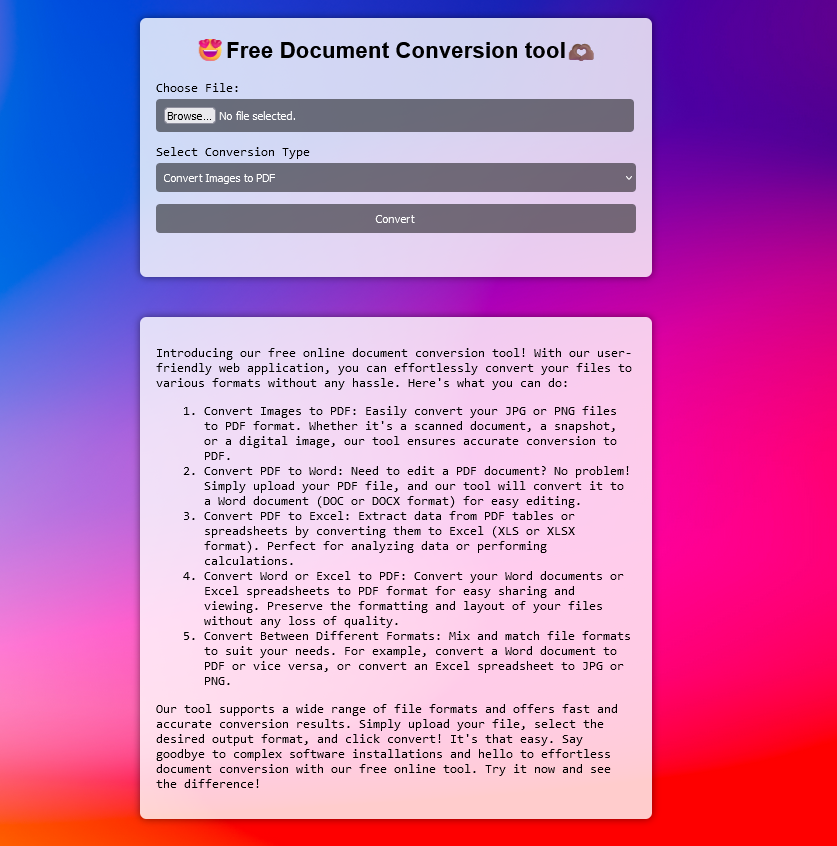 😍Free Document Conversion tool🫶🏾
Choose File:
Browse... No file selected.
Select Conversion Type
Convert Images to PDF
Convert
Introducing our free online document conversion tool! With our user-
friendly web application, you can effortlessly convert your files to
various formats without any hassle. Here's what you can do:
1. Convert Images to PDF: Easily convert your JPG or PNG files
to PDF format. Whether it's a scanned document, a snapshot,
or a digital image, our tool ensures accurate conversion to
PDF.
2. Convert PDF to Word: Need to edit a PDF document? No problem!
Simply upload your PDF file, and our tool will convert it to
a Word document (DOC or DOCX format) for easy editing.
3. Convert PDF to Excel: Extract data from PDF tables or
spreadsheets by converting them to Excel (XLS or XLSX
format). Perfect for analyzing data or performing
calculations.
4. Convert Word or Excel to PDF: Convert your Word documents or
Excel spreadsheets to PDF format for easy sharing and
viewing. Preserve the formatting and layout of your files
without any loss of quality.
5. Convert Between Different Formats: Mix and match file formats
to suit your needs. For example, convert a Word document to
PDF or vice versa, or convert an Excel spreadsheet to JPG or
PNG.
Our tool supports a wide range of file formats and offers fast and
accurate conversion results. Simply upload your file, select the
desired output format, and click convert! It's that easy. Say
goodbye to complex software installations and hello to effortless
document conversion with our free online tool. Try it now and see
the difference!